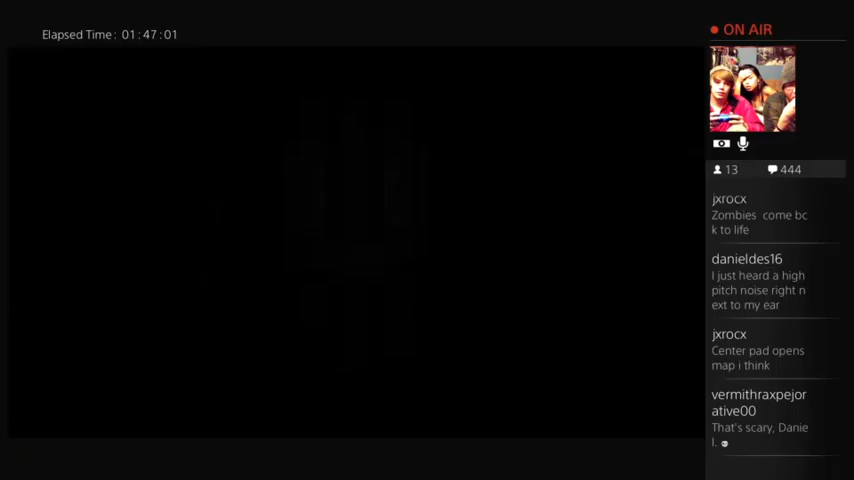 Elapsed Time: 01:47:01
ON AIR
13 444
jxrocx
Zombies come bc
k to life
danieldes16
I just heard a high
pitch noise right n
ext to my ear
jxrocx
Center pad opens
map i think
vermithraxpejor
ative00
That's scary, Danie
l.